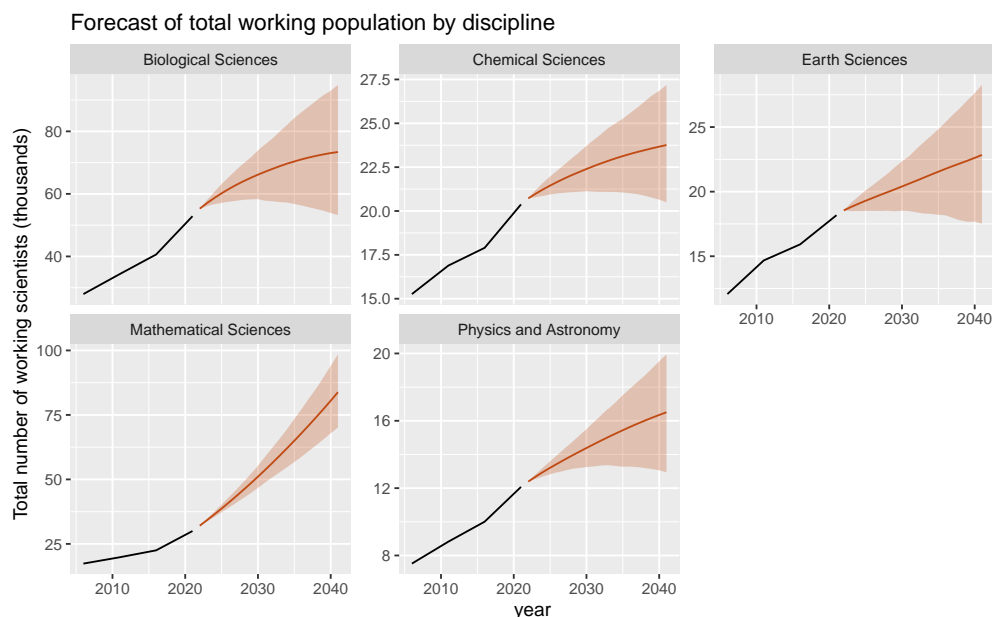 Forecast of total working population by discipline
Total number of working scientists (thousands)
Biological Sciences
80
60
40
Chemical Sciences
27.5
25.0
22.5
20.0
17.5
15.0
Earth Sciences
25
20
15
2010 2020 2030 2040
Mathematical Sciences
100
75
50
25
2010 2020 2030 2040
Physics and Astronomy
20
16
12
8
2010 2020 2030 2040
year